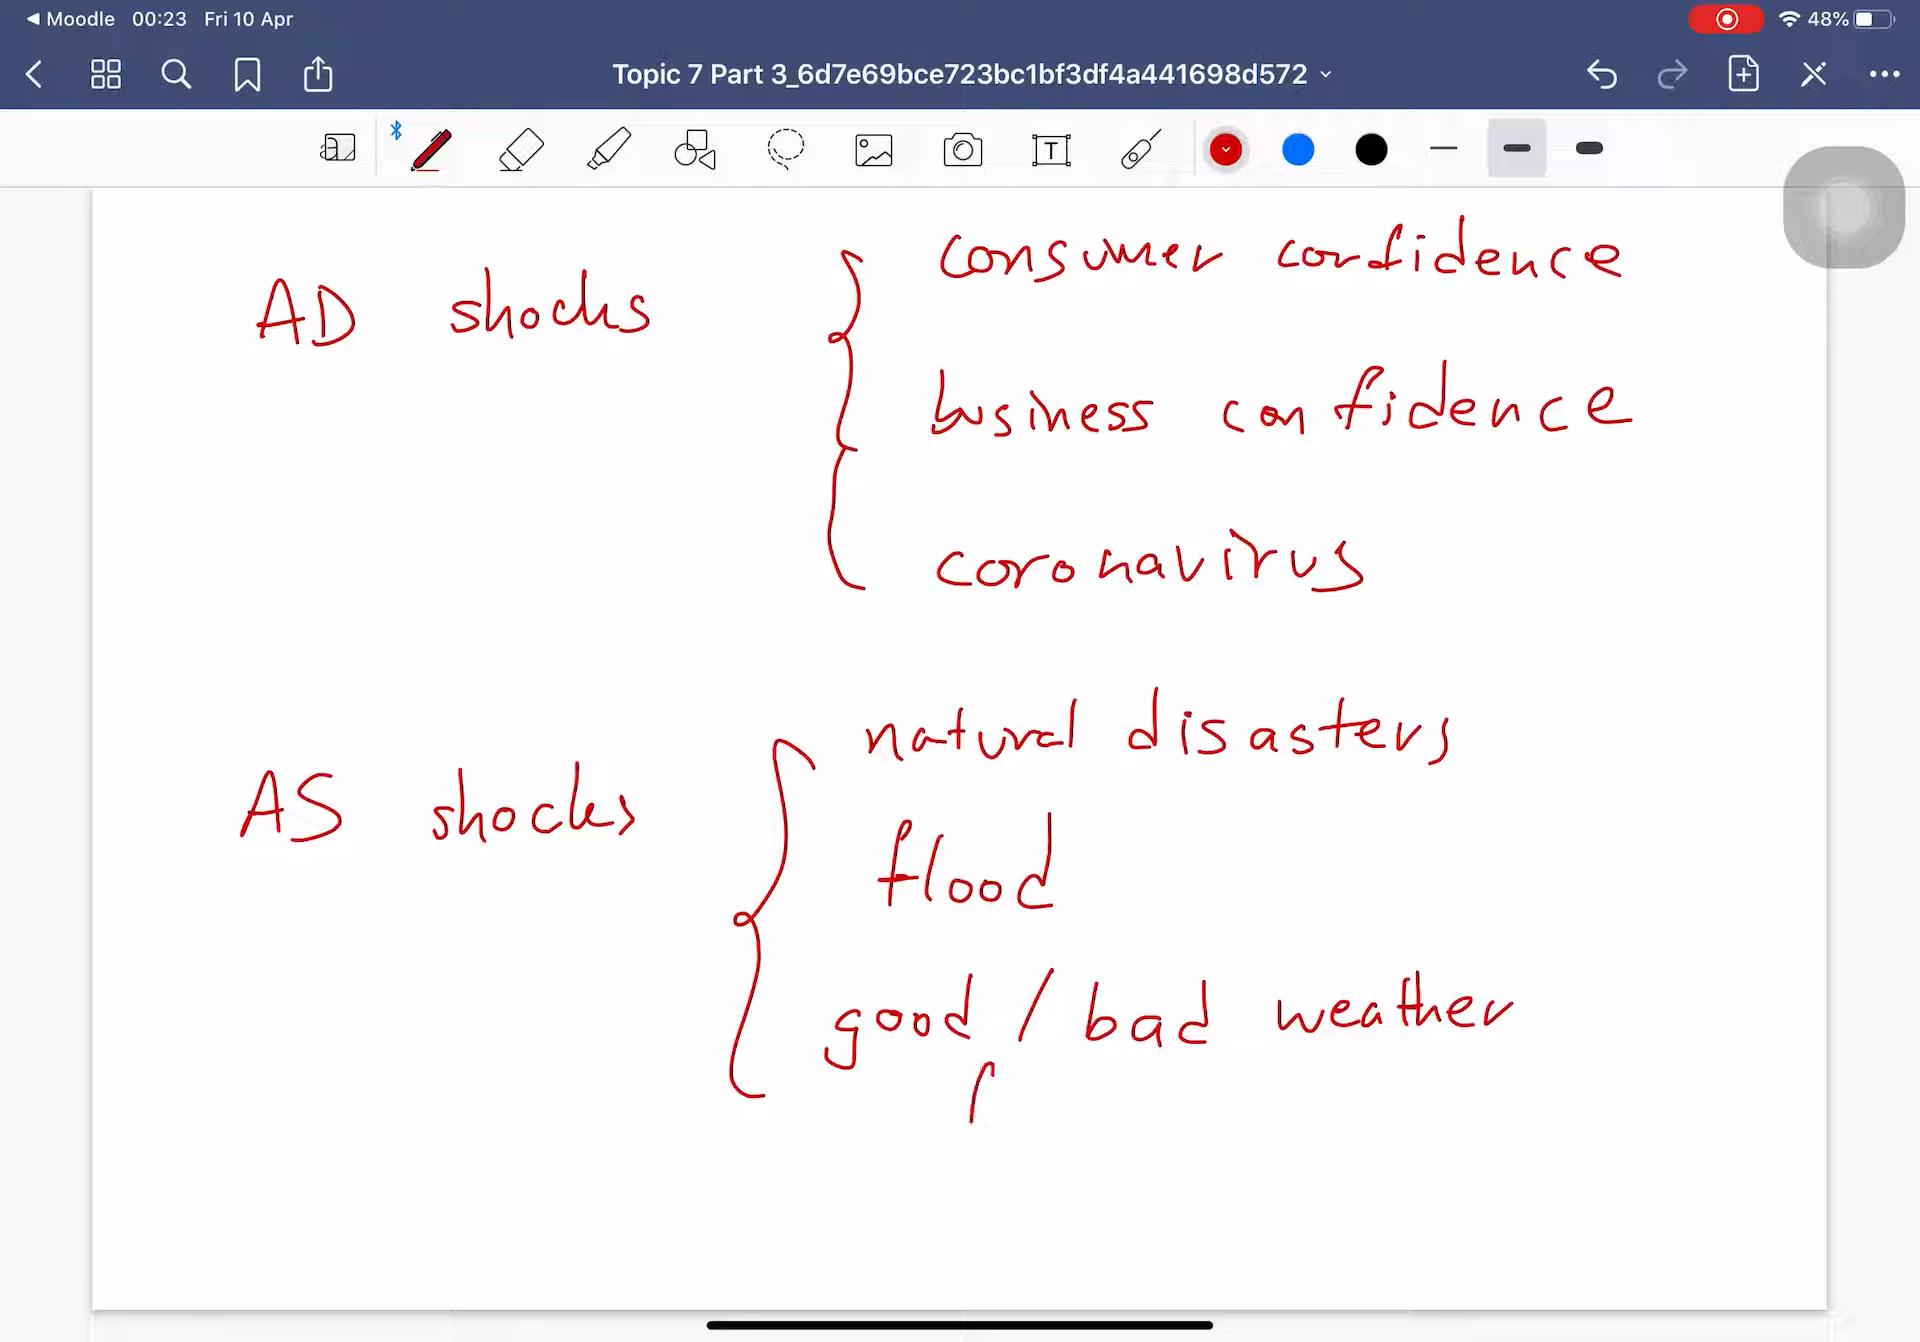 ◀ Moodle 00:23 Fri 10 Apr 48%
Topic 7 Part 3_6d7e69bce723bc1bf3df4a441698d572
a T
consumer confidence
AD shocks
business confidence
coronavirus
natural disasters
AS shocks
flood
good / bad weather